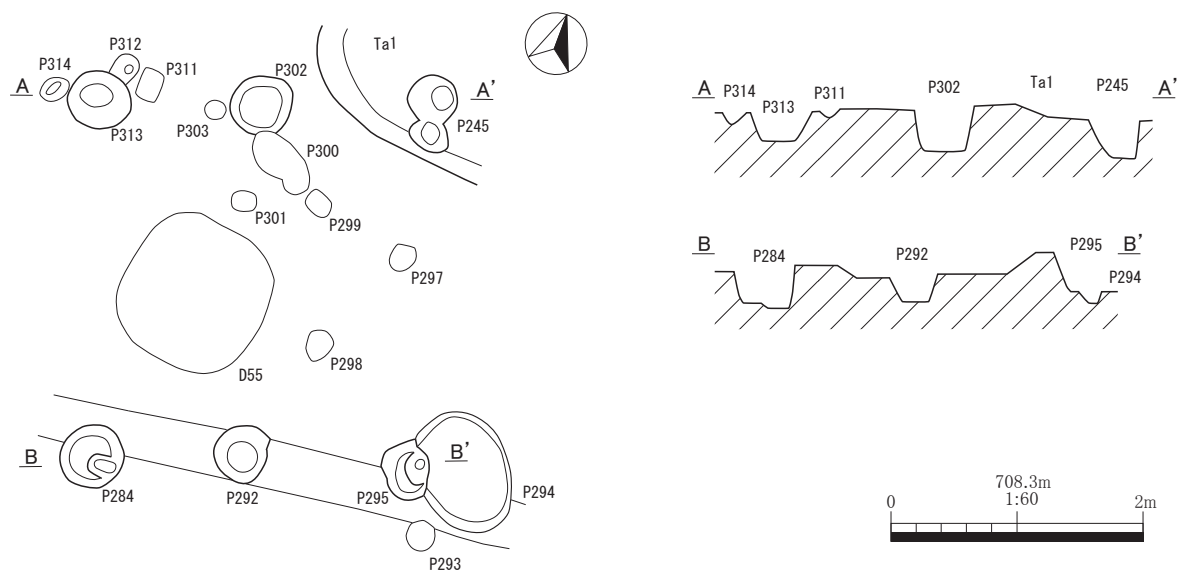 P312
Ta1
P314
P311
P302
A
A'
P303
P245
P313
P300
P301
P299
P297
P298
D55
B
B'
P284
P292
P295
P294
P293
A
P314
P313
P311
P302
Ta1
P245
A'
B
P284
P292
P295
B'
P294
708.3m
0
1:60
2m